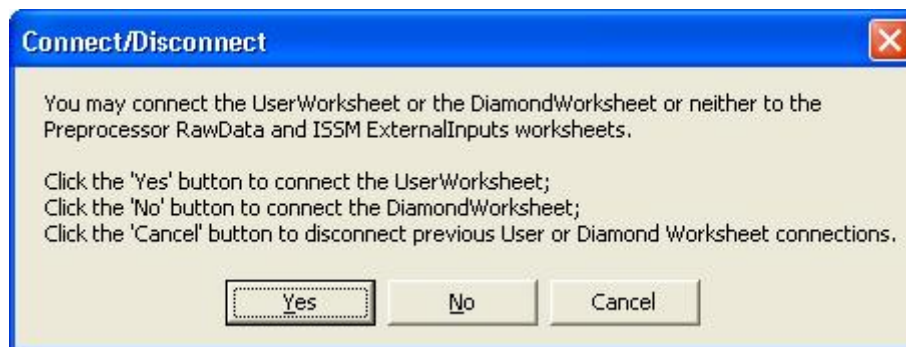 Connect/Disconnect
You may connect the UserWorksheet or the DiamondWorksheet or neither to the
Preprocessor RawData and ISSM ExternalInputs worksheets.
Click the 'Yes' button to connect the UserWorksheet;
Click the 'No' button to connect the DiamondWorksheet;
Click the 'Cancel' button to disconnect previous User or Diamond Worksheet connections.
Yes No Cancel